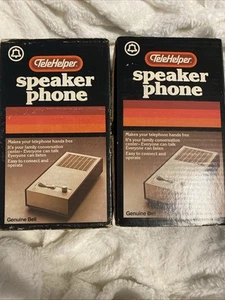 TeleHelper
speaker
phone
Makes your telephone hands free
It's your family conversation
center - Everyone can talk
Everyone can listen
Easy to connect and
operate
Genuine Bell
TeleHelper
speaker
phone
Makes your telephone hands free
It's your family conversation
center - Everyone can talk
Everyone can listen
Easy to connect and
operate
Genuine Bell